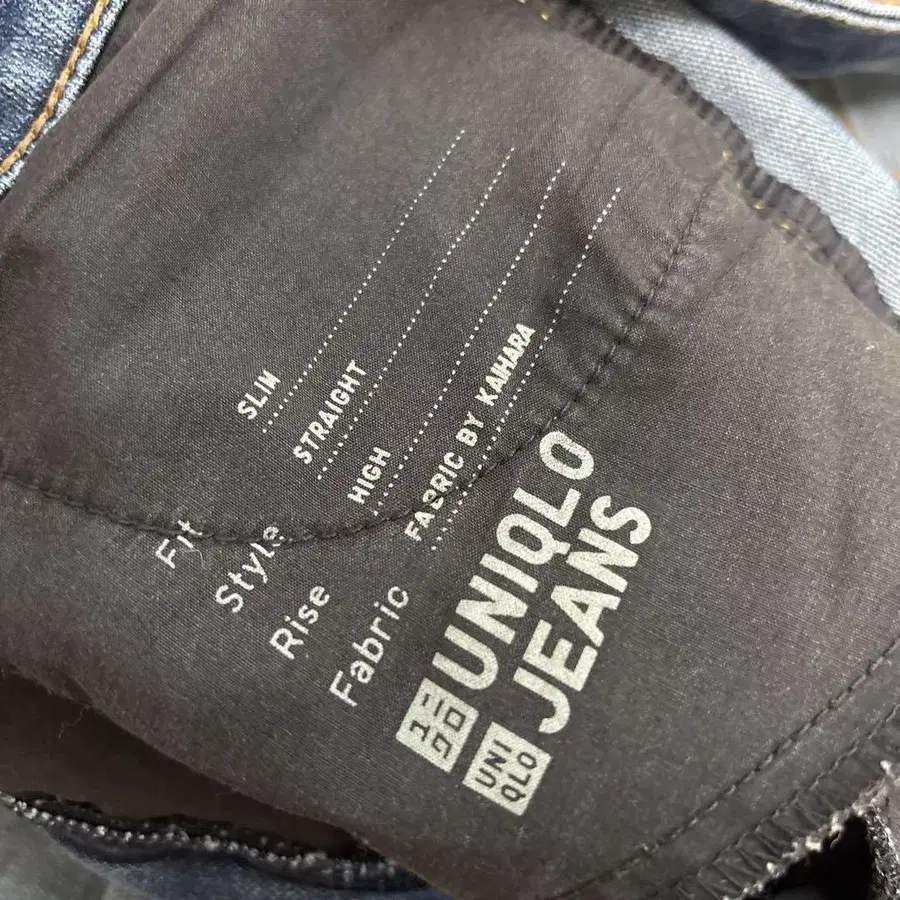 Fit SLIM
Style STRAIGHT
Rise HIGH
Fabric FABRIC BY KAIHARA
ユニクロ UNIQLO
UNI
QLO
JEANS